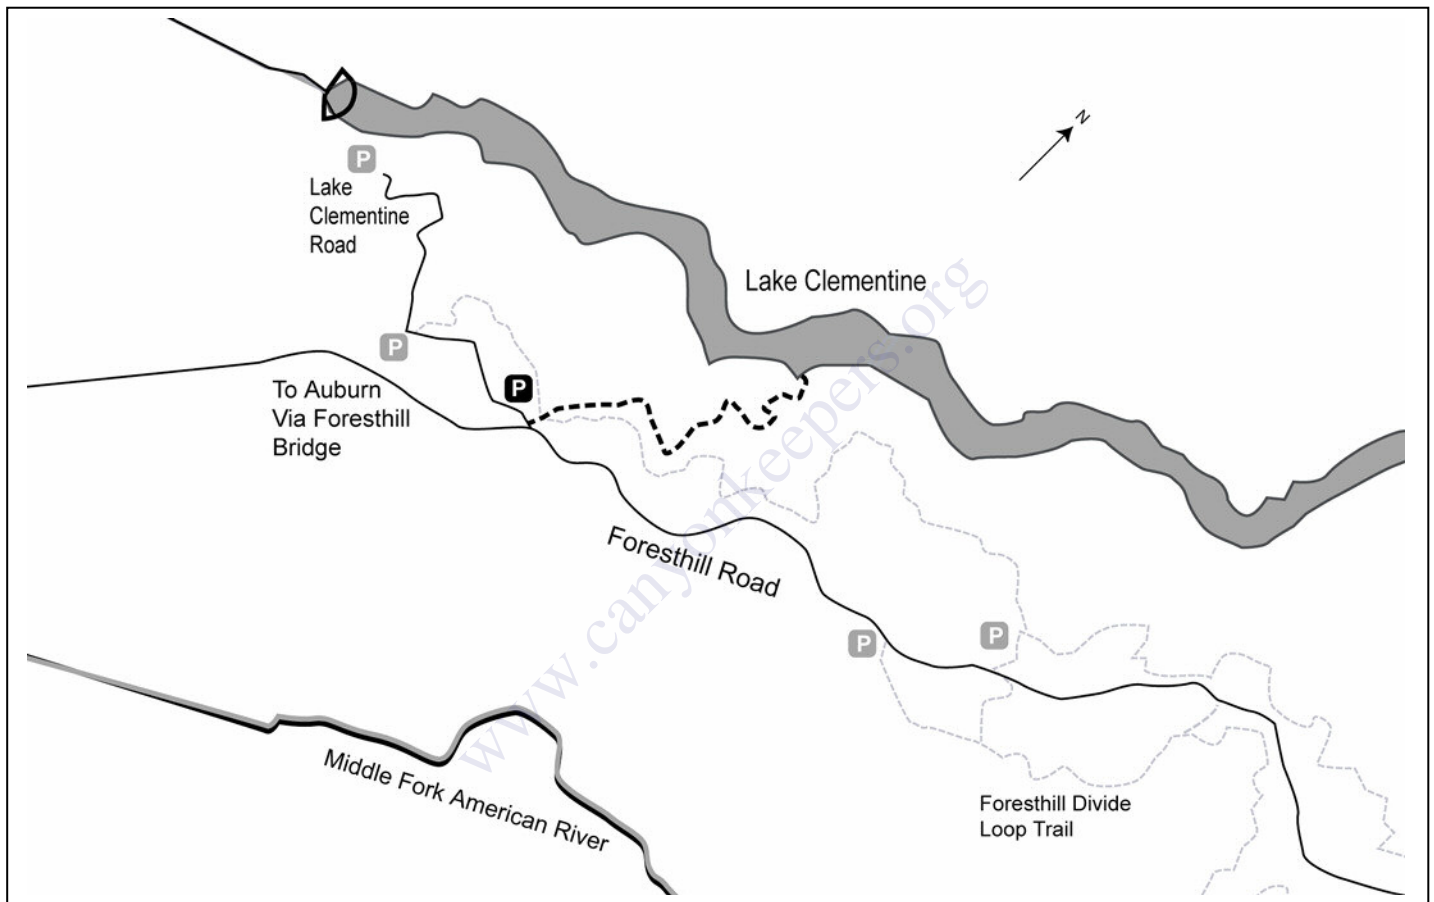 N
P
Lake
Clementine
Road
Lake Clementine
P
P
To Auburn
Via Foresthill
Bridge
Foresthill Road
P
P
www.canyonkeepers.org
Middle Fork American River
Foresthill Divide
Loop Trail